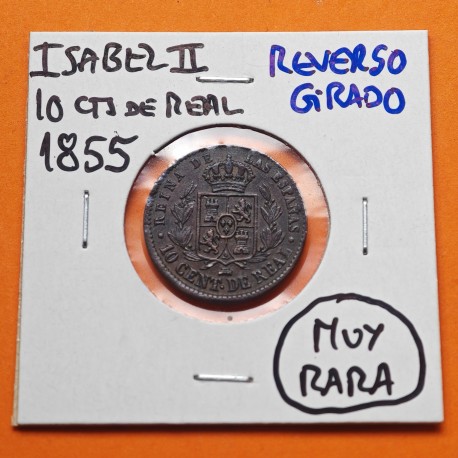 ISABEL II
10 CTS DE REAL
1855
REVERSO
GIRADO
REINA DE LAS ESPAÑAS
10 CENT. DE REAL
MUY
RARA